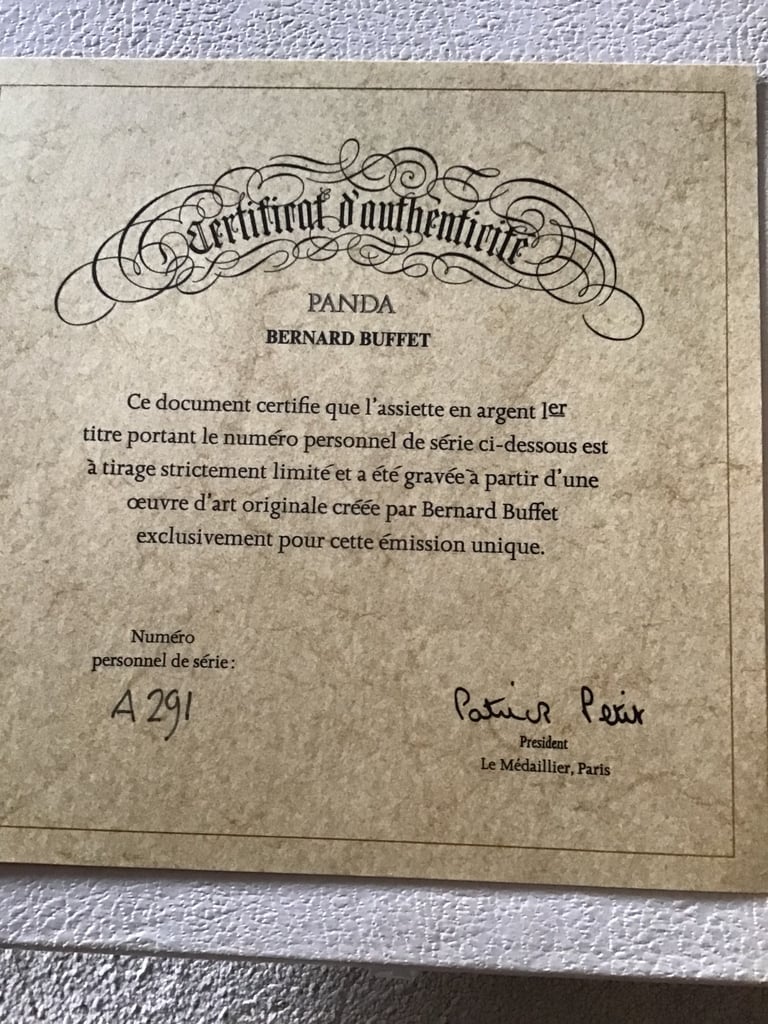 Certificat d'authenticité
PANDA
BERNARD BUFFET
Ce document certifie que l'assiette en argent 1er
titre portant le numéro personnel de série ci-dessous est
à tirage strictement limité et a été gravée à partir d'une
œuvre d'art originale créée par Bernard Buffet
exclusivement pour cette émission unique.
Numéro
personnel de série :
A 291
Patrick Petit
President
Le Médaillier, Paris